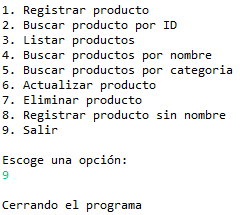 1. Registrar producto
2. Buscar producto por ID
3. Listar productos
4. Buscar productos por nombre
5. Buscar productos por categoria
6. Actualizar producto
7. Eliminar producto
8. Registrar producto sin nombre
9. Salir
Escoge una opción:
9
Cerrando el programa